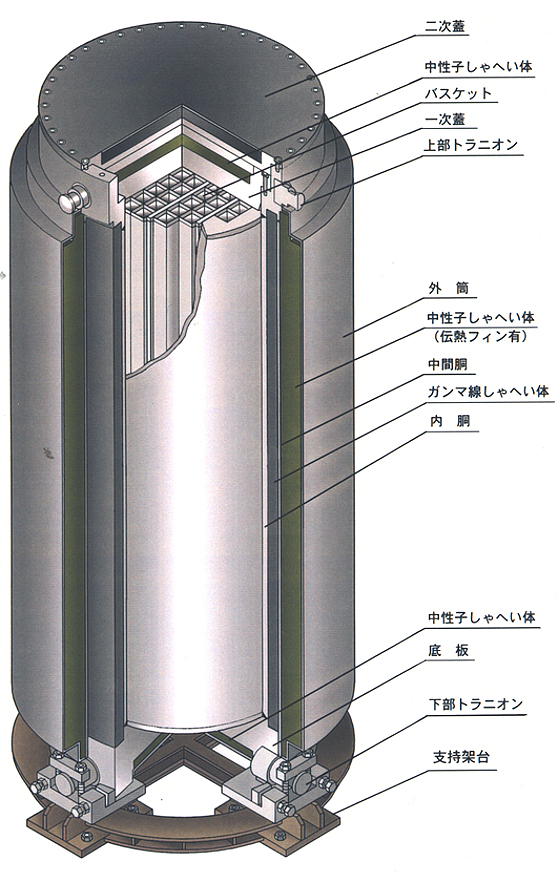 二次蓋
中性子しゃへい体
バスケット
一次蓋
上部トラニオン
外　筒
中性子しゃへい体
（伝熱フィン有）
中間胴
ガンマ線しゃへい体
内　胴
中性子しゃへい体
底　板
下部トラニオン
支持架台